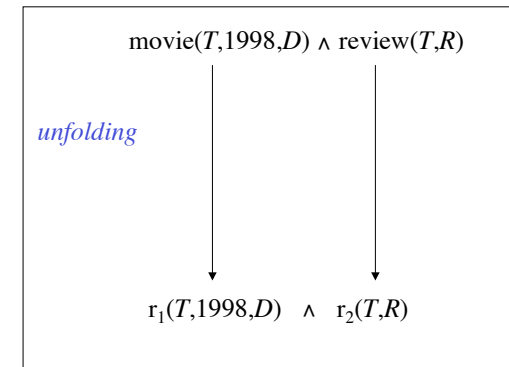 movie(T,1998,D) ∧ review(T,R)
unfolding
r₁(T,1998,D) ∧ r₂(T,R)